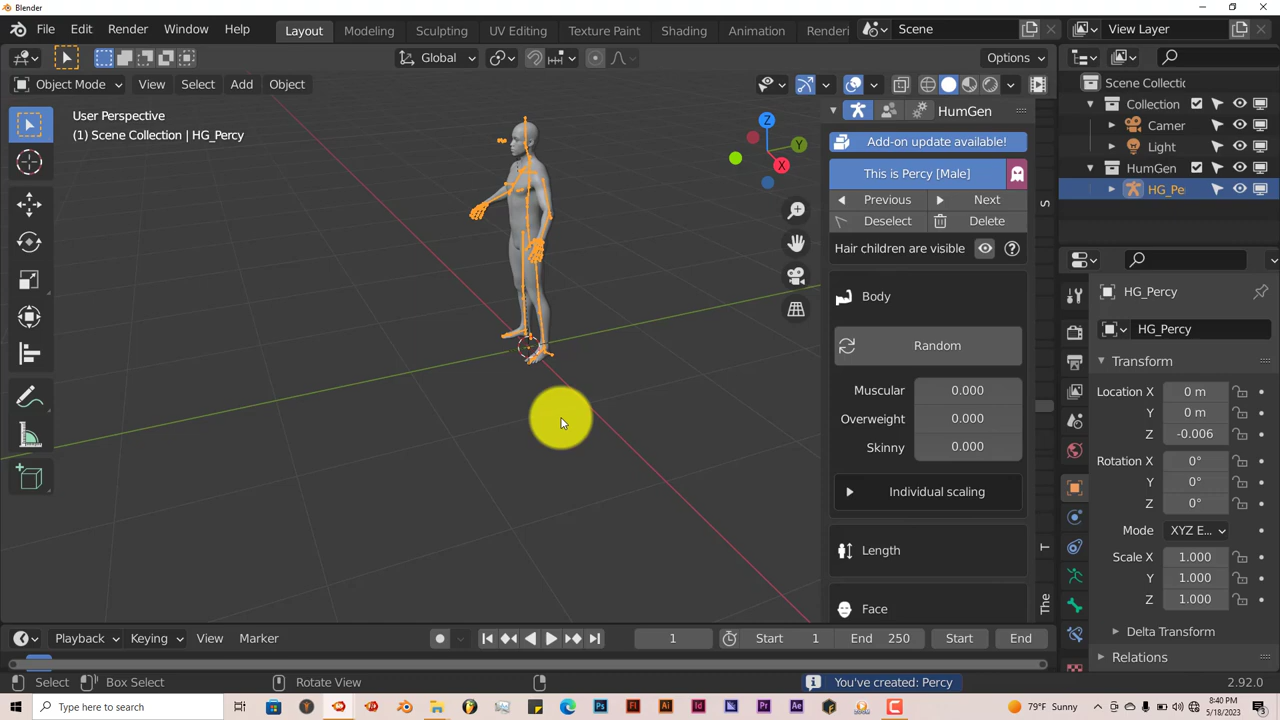 Blender
File Edit Render Window Help Layout Modeling Sculpting UV Editing Texture Paint Shading Animation Renderi Scene View Layer
Global Options
Object Mode View Select Add Object
User Perspective
(1) Scene Collection | HG_Percy
Z
Y
X
HumGen
Add-on update available!
This is Percy [Male]
Previous Next
Deselect Delete
Hair children are visible
Body
Random
Muscular 0.000
Overweight 0.000
Skinny 0.000
Individual scaling
Length
Face
S
T
The
Scene Collectic
Collection
Camer
Light
HumGen
HG_Pe
HG_Percy
HG_Percy
Transform
Location X 0 m
Y 0 m
Z -0.006
Rotation X 0°
Y 0°
Z 0°
Mode XYZ E...
Scale X 1.000
Y 1.000
Z 1.000
Delta Transform
Relations
Playback Keying View Marker 1 Start 1 End 250 Start End
Select Box Select Rotate View You've created: Percy 2.92.0
Type here to search 79°F Sunny 8:40 PM
5/18/2023